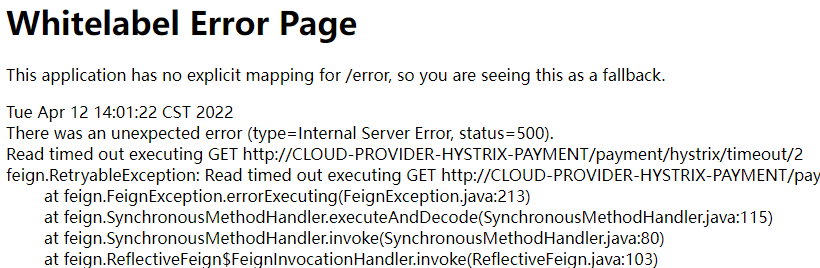 Whitelabel Error Page
This application has no explicit mapping for /error, so you are seeing this as a fallback.
Tue Apr 12 14:01:22 CST 2022
There was an unexpected error (type=Internal Server Error, status=500).
Read timed out executing GET http://CLOUD-PROVIDER-HYSTRIX-PAYMENT/payment/hystrix/timeout/2
feign.RetryableException: Read timed out executing GET http://CLOUD-PROVIDER-HYSTRIX-PAYMENT/pay
at feign.FeignException.errorExecuting(FeignException.java:213)
at feign.SynchronousMethodHandler.executeAndDecode(SynchronousMethodHandler.java:115)
at feign.SynchronousMethodHandler.invoke(SynchronousMethodHandler.java:80)
at feign.ReflectiveFeign$FeignInvocationHandler.invoke(ReflectiveFeign.java:103)